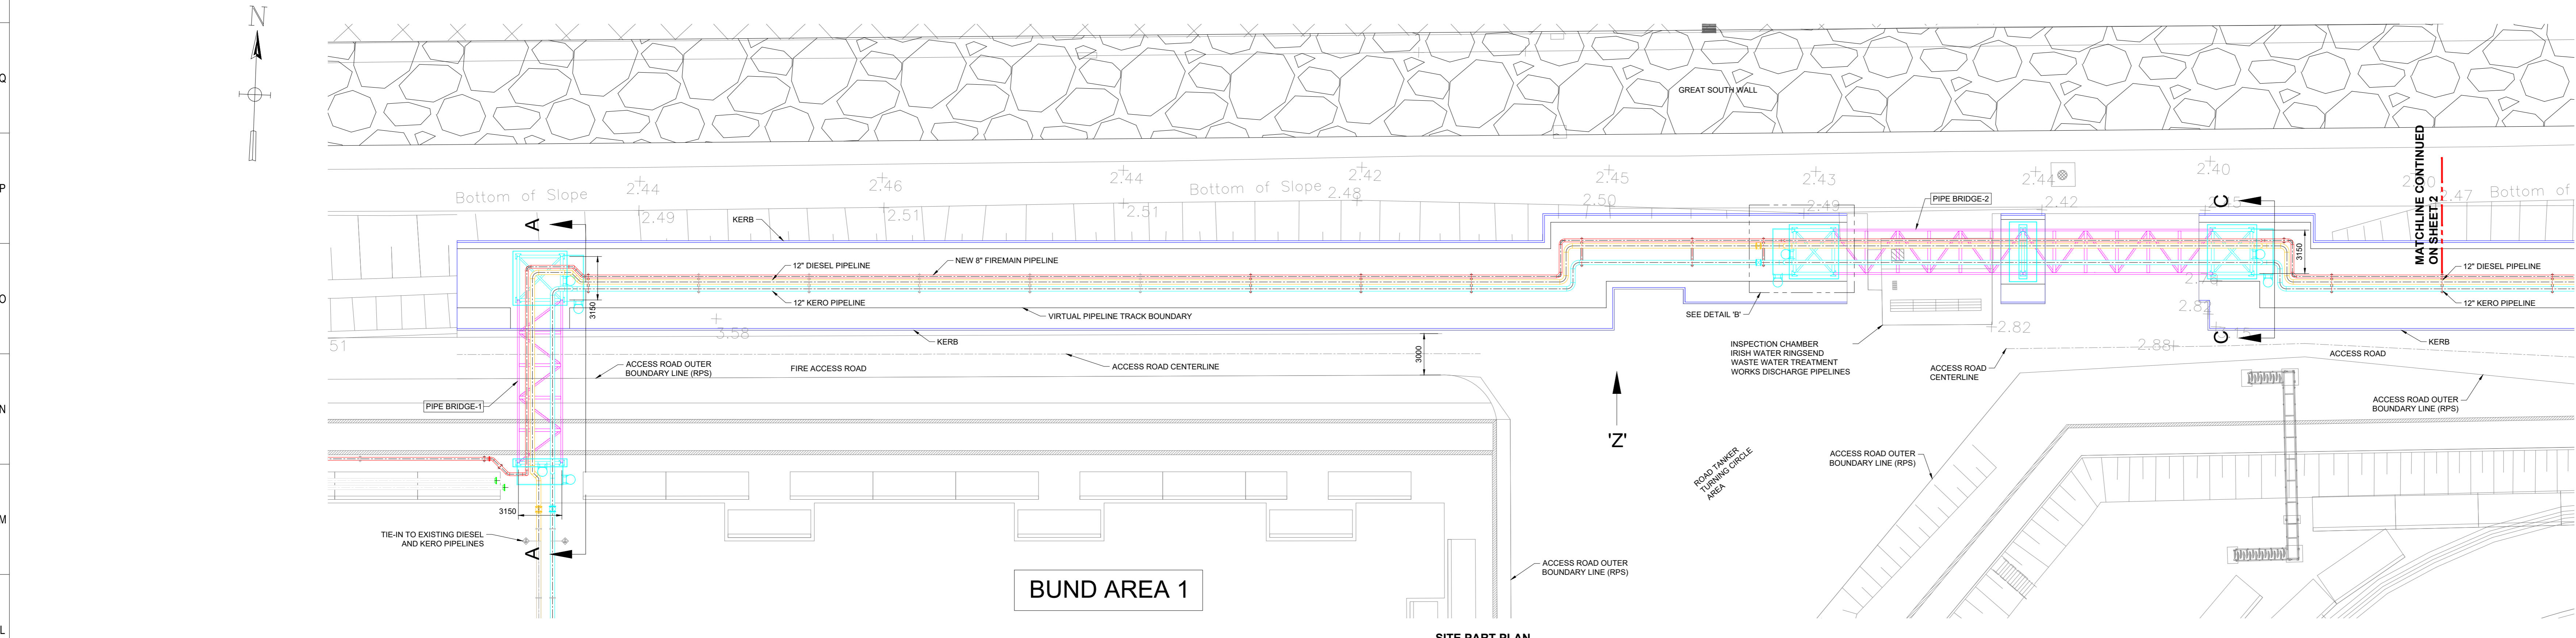 N
Q
P
O
N
M
L
GREAT SOUTH WALL
MATCHLINE CONTINUED
ON SHEET 2
Bottom of Slope
2.44
2.46
2.44
Bottom of Slope
2.48
2.42
2.45
2.43
2.44
2.40
2.47
Bottom of
2.49
2.51
2.51
2.50
2.49
2.42
A
KERB
PIPE BRIDGE-2
C
3150
12" DIESEL PIPELINE
NEW 8" FIREMAIN PIPELINE
12" KERO PIPELINE
3150
VIRTUAL PIPELINE TRACK BOUNDARY
SEE DETAIL 'B'
12" DIESEL PIPELINE
12" KERO PIPELINE
2.82
3.58
51
KERB
2.82
C
KERB
3000
INSPECTION CHAMBER
IRISH WATER RINGSEND
WASTE WATER TREATMENT
WORKS DISCHARGE PIPELINES
2.88
ACCESS ROAD
ACCESS ROAD OUTER
BOUNDARY LINE (RPS)
FIRE ACCESS ROAD
ACCESS ROAD CENTERLINE
ACCESS ROAD
CENTERLINE
PIPE BRIDGE-1
ACCESS ROAD OUTER
BOUNDARY LINE (RPS)
'Z'
ROAD TANKER
TURNING CIRCLE
AREA
ACCESS ROAD OUTER
BOUNDARY LINE (RPS)
3150
TIE-IN TO EXISTING DIESEL
AND KERO PIPELINES
A
BUND AREA 1
ACCESS ROAD OUTER
BOUNDARY LINE (RPS)
SITE PART PLAN